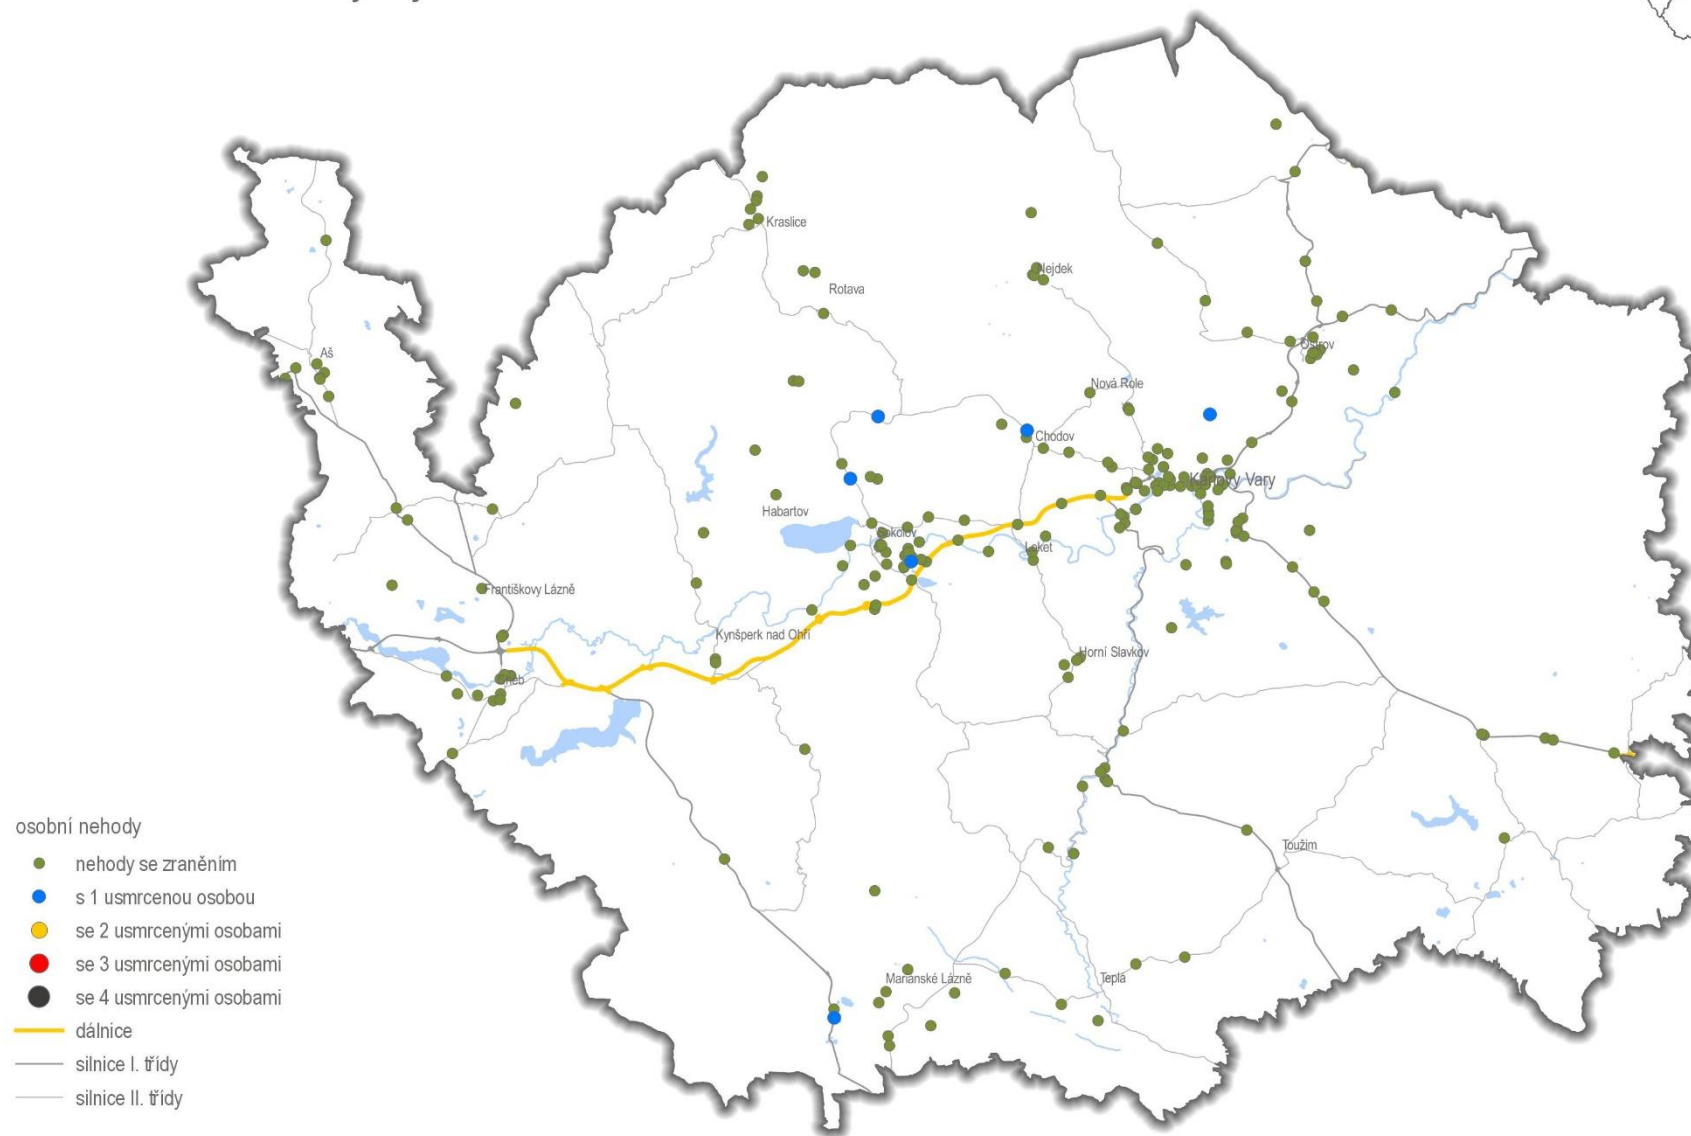 Kraslice
Nejdek
Rotava
Ostrov
Aš
Nová Role
Chodov
Karlovy Vary
Habartov
Sokolov
Loket
Františkovy Lázně
Kynšperk nad Ohří
Horní Slavkov
Cheb
Toužim
Mariánské Lázně
Teplá
osobní nehody
nehody se zraněním
s 1 usmrcenou osobou
se 2 usmrcenými osobami
se 3 usmrcenými osobami
se 4 usmrcenými osobami
dálnice
silnice I. třídy
silnice II. třídy